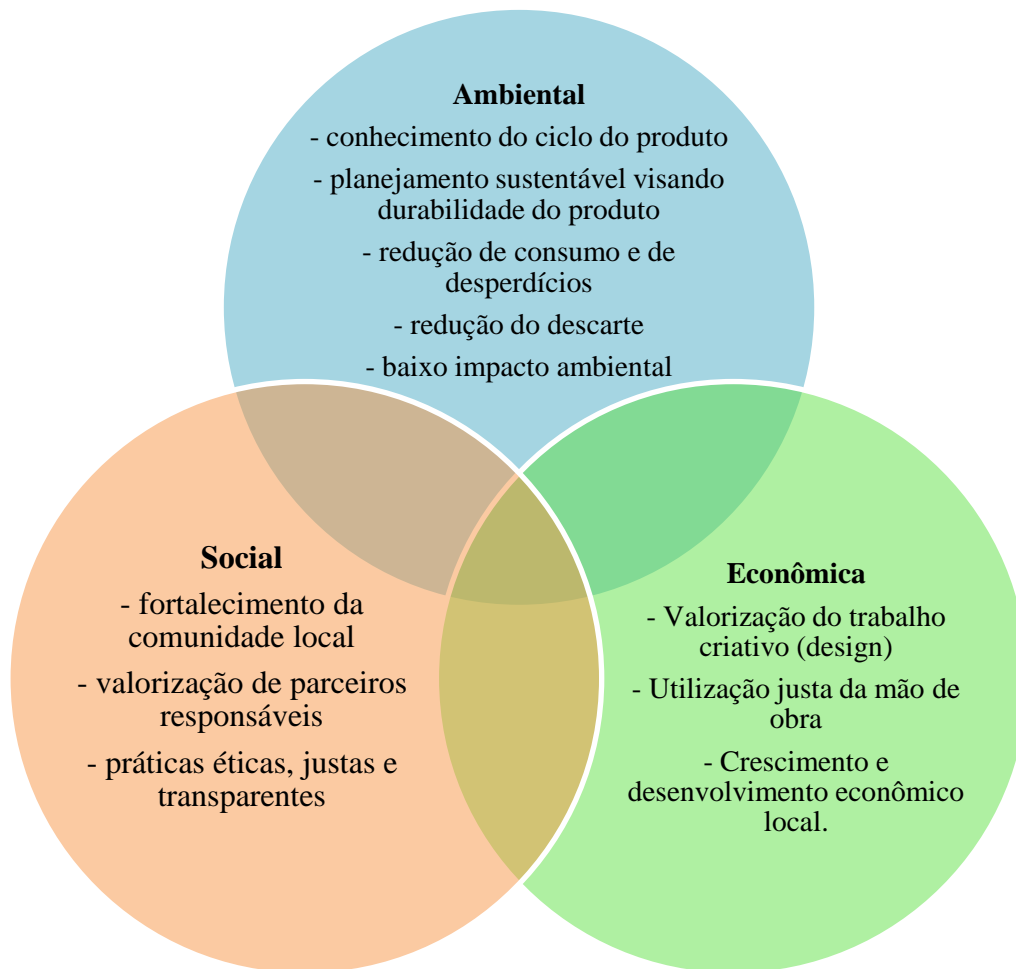 Ambiental
- conhecimento do ciclo do produto
- planejamento sustentável visando
durabilidade do produto
- redução de consumo e de
desperdícios
- redução do descarte
- baixo impacto ambiental
Social
- fortalecimento da
comunidade local
- valorização de parceiros
responsáveis
- práticas éticas, justas e
transparentes
Econômica
- Valorização do trabalho
criativo (design)
- Utilização justa da mão de
obra
- Crescimento e
desenvolvimento econômico
local.